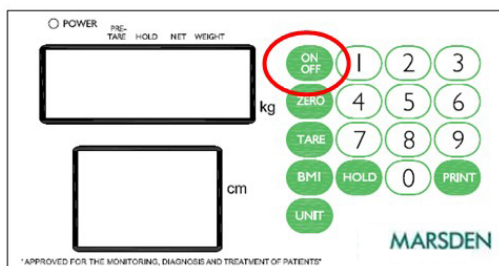 POWER
PRE-TARE HOLD NET WEIGHT
kg
cm
ON OFF 1 2 3
ZERO 4 5 6
TARE 7 8 9
BMI HOLD 0 PRINT
UNIT
MARSDEN
"APPROVED FOR THE MONITORING, DIAGNOSIS AND TREATMENT OF PATIENTS"